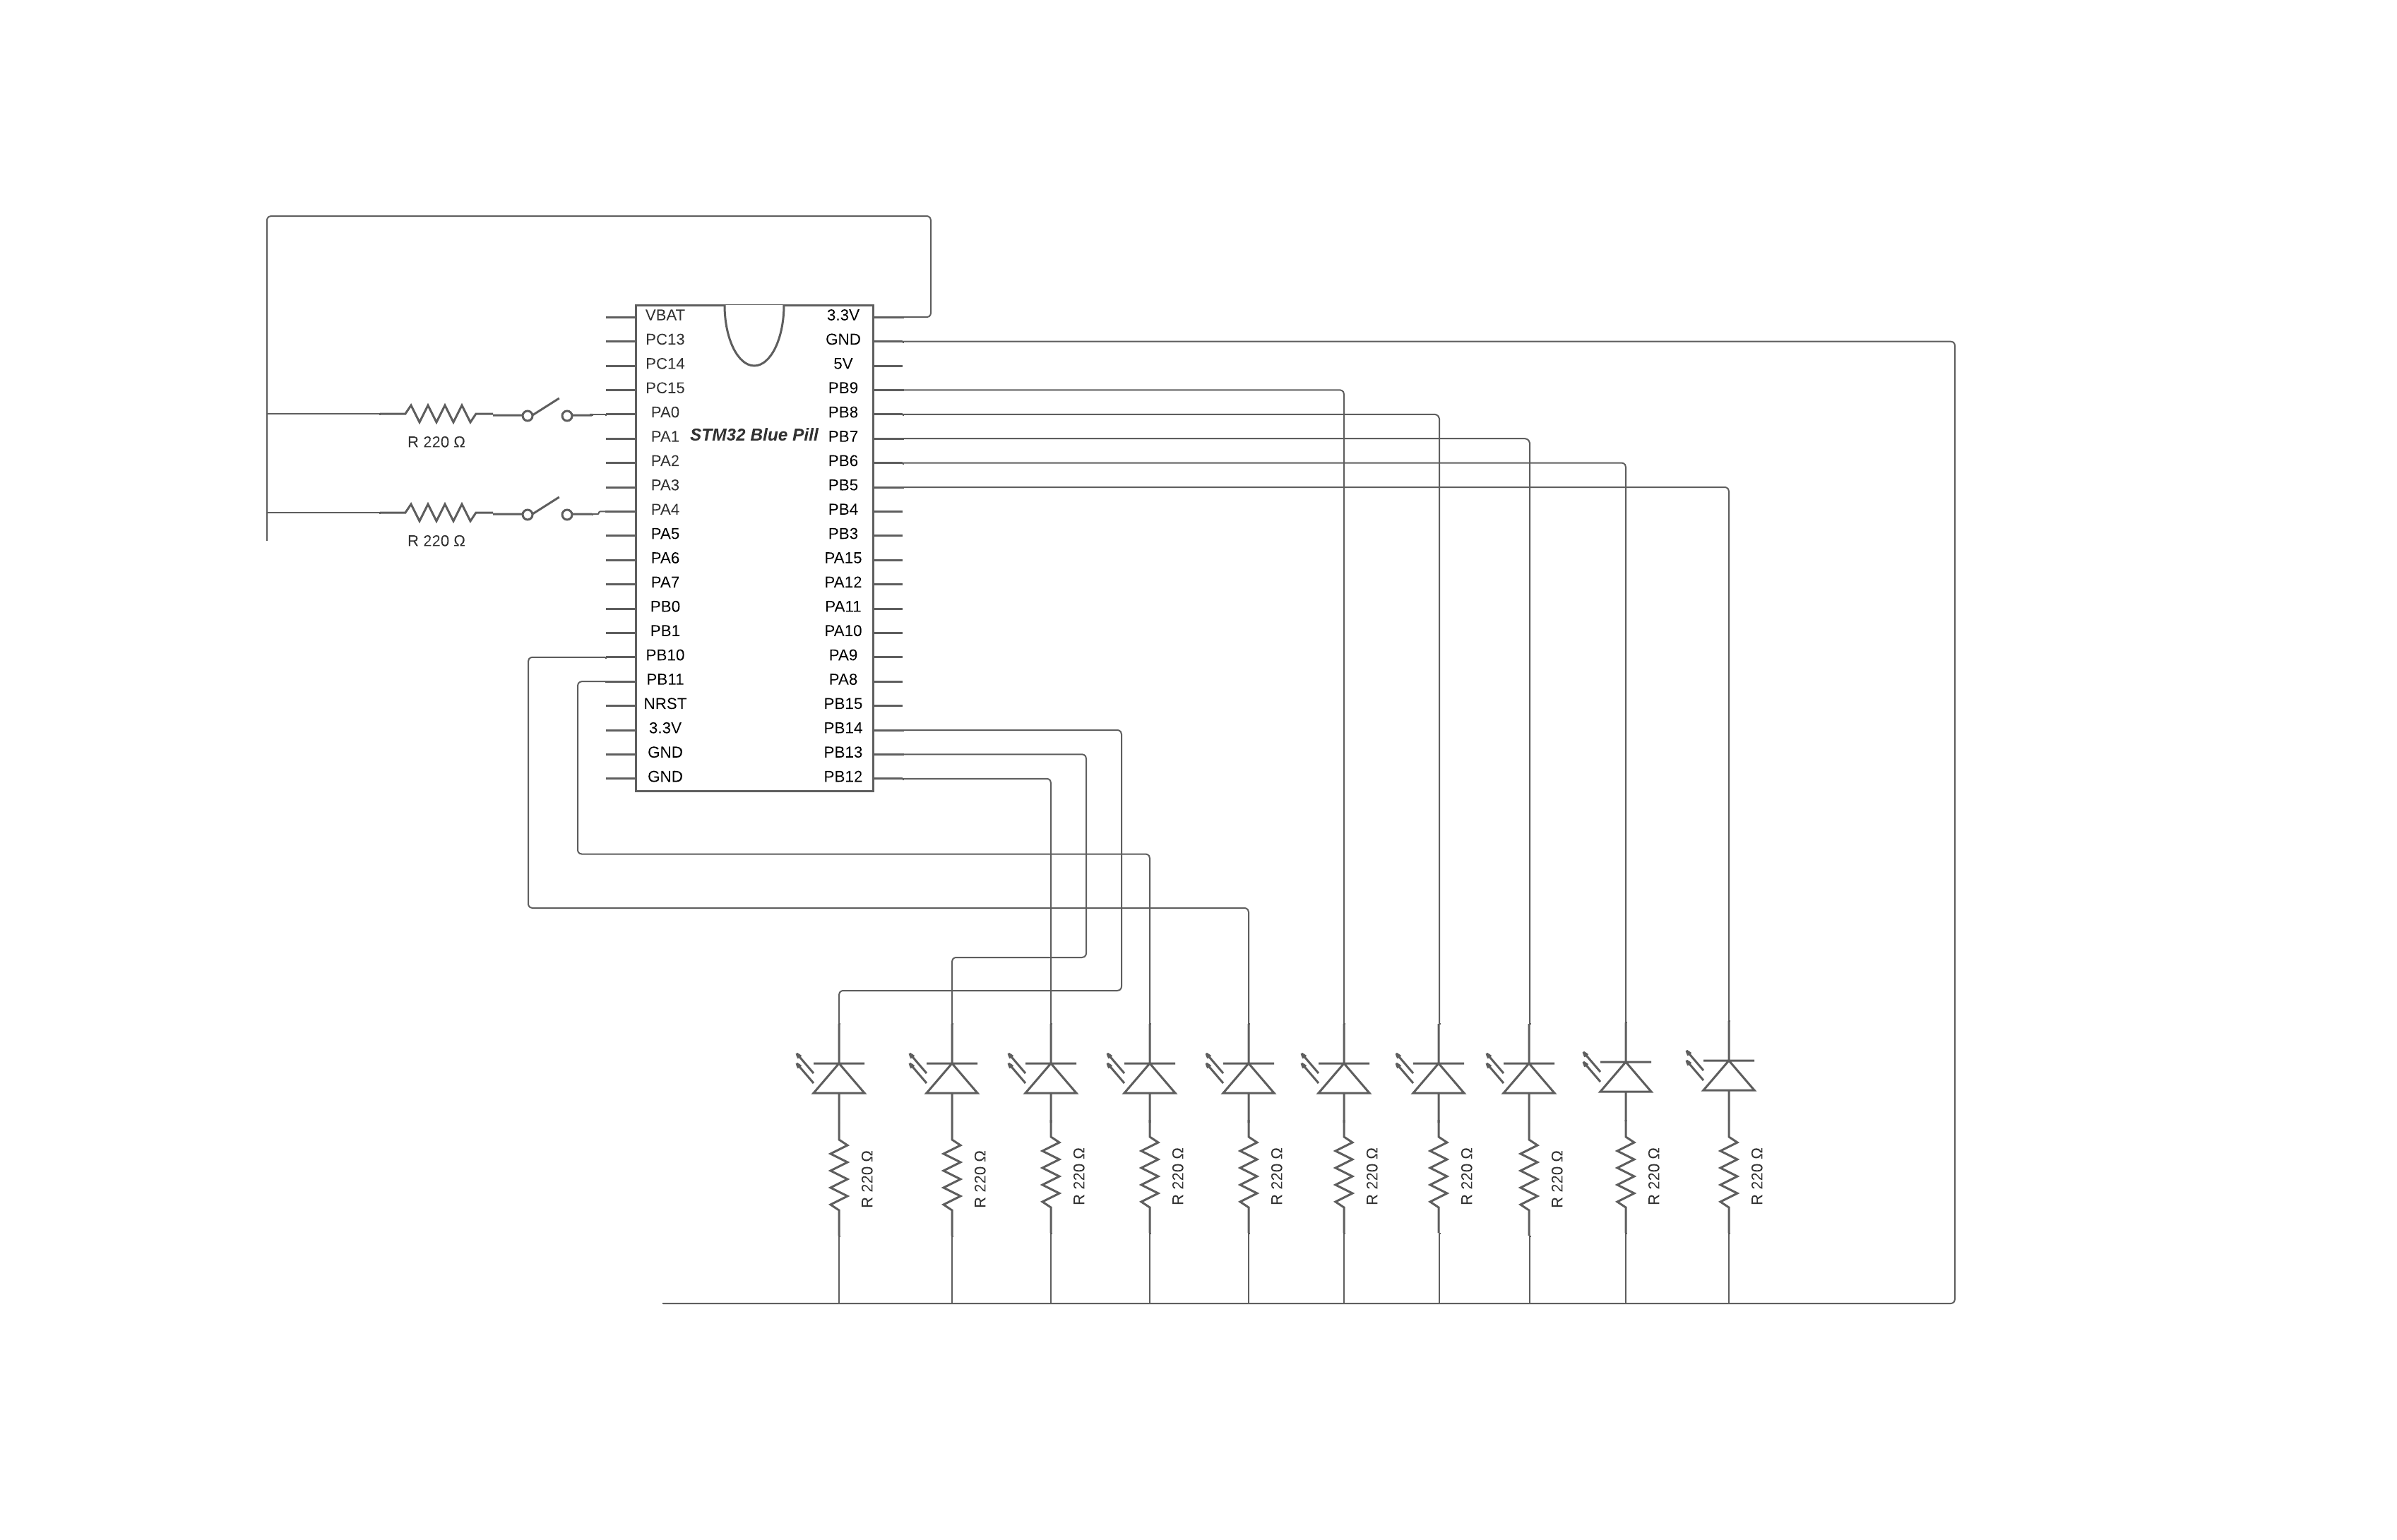 VBAT 3.3V
PC13 GND
PC14 5V
PC15 PB9
PA0 PB8
R 220 Ω
PA1 STM32 Blue Pill PB7
PA2 PB6
PA3 PB5
PA4 PB4
R 220 Ω
PA5 PB3
PA6 PA15
PA7 PA12
PB0 PA11
PB1 PA10
PB10 PA9
PB11 PA8
NRST PB15
3.3V PB14
GND PB13
GND PB12
R 220 Ω
R 220 Ω
R 220 Ω
R 220 Ω
R 220 Ω
R 220 Ω
R 220 Ω
R 220 Ω
R 220 Ω
R 220 Ω